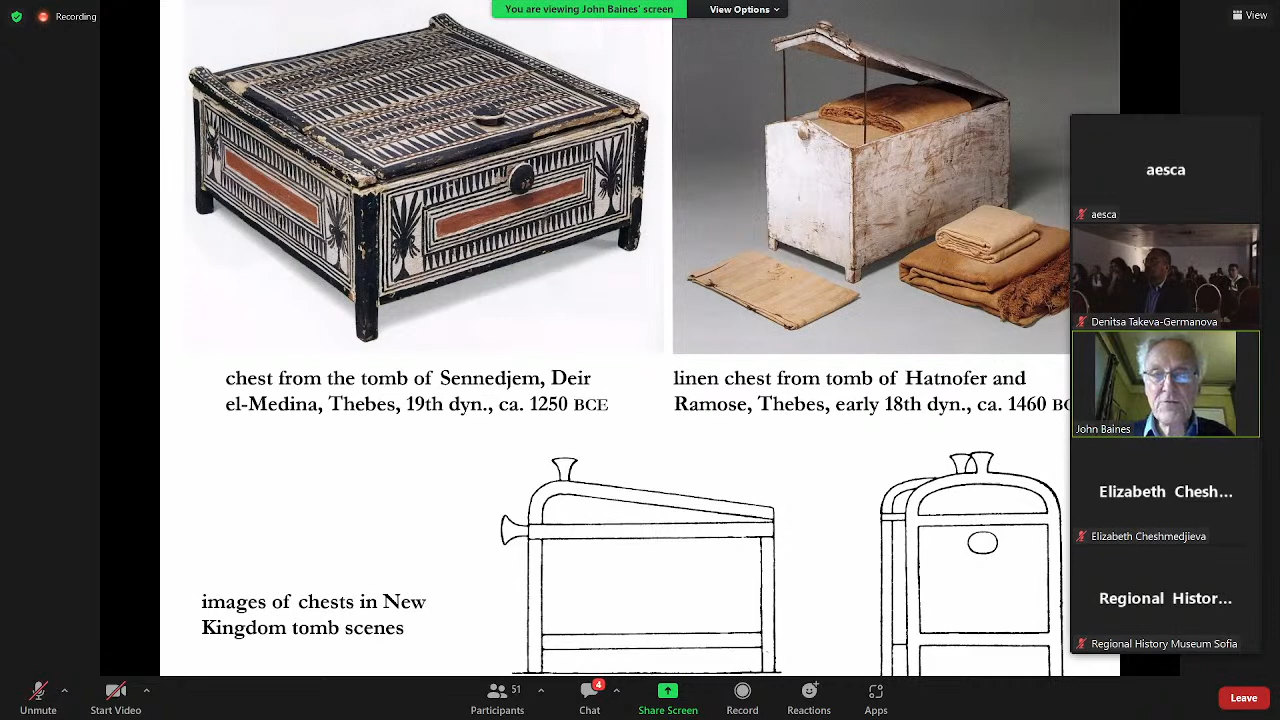 Recording
You are viewing John Baines' screen
View Options
View
aesca
aesca
Denitsa Takeva-Germanova
John Baines
Elizabeth Chesh...
Elizabeth Cheshmedjieva
Regional Histor...
Regional History Museum Sofia
chest from the tomb of Sennedjem, Deir
el-Medina, Thebes, 19th dyn., ca. 1250 BCE
linen chest from tomb of Hatnofer and
Ramose, Thebes, early 18th dyn., ca. 1460 BC
images of chests in New
Kingdom tomb scenes
Unmute
Start Video
51
Participants
4
Chat
Share Screen
Record
Reactions
Apps
Leave